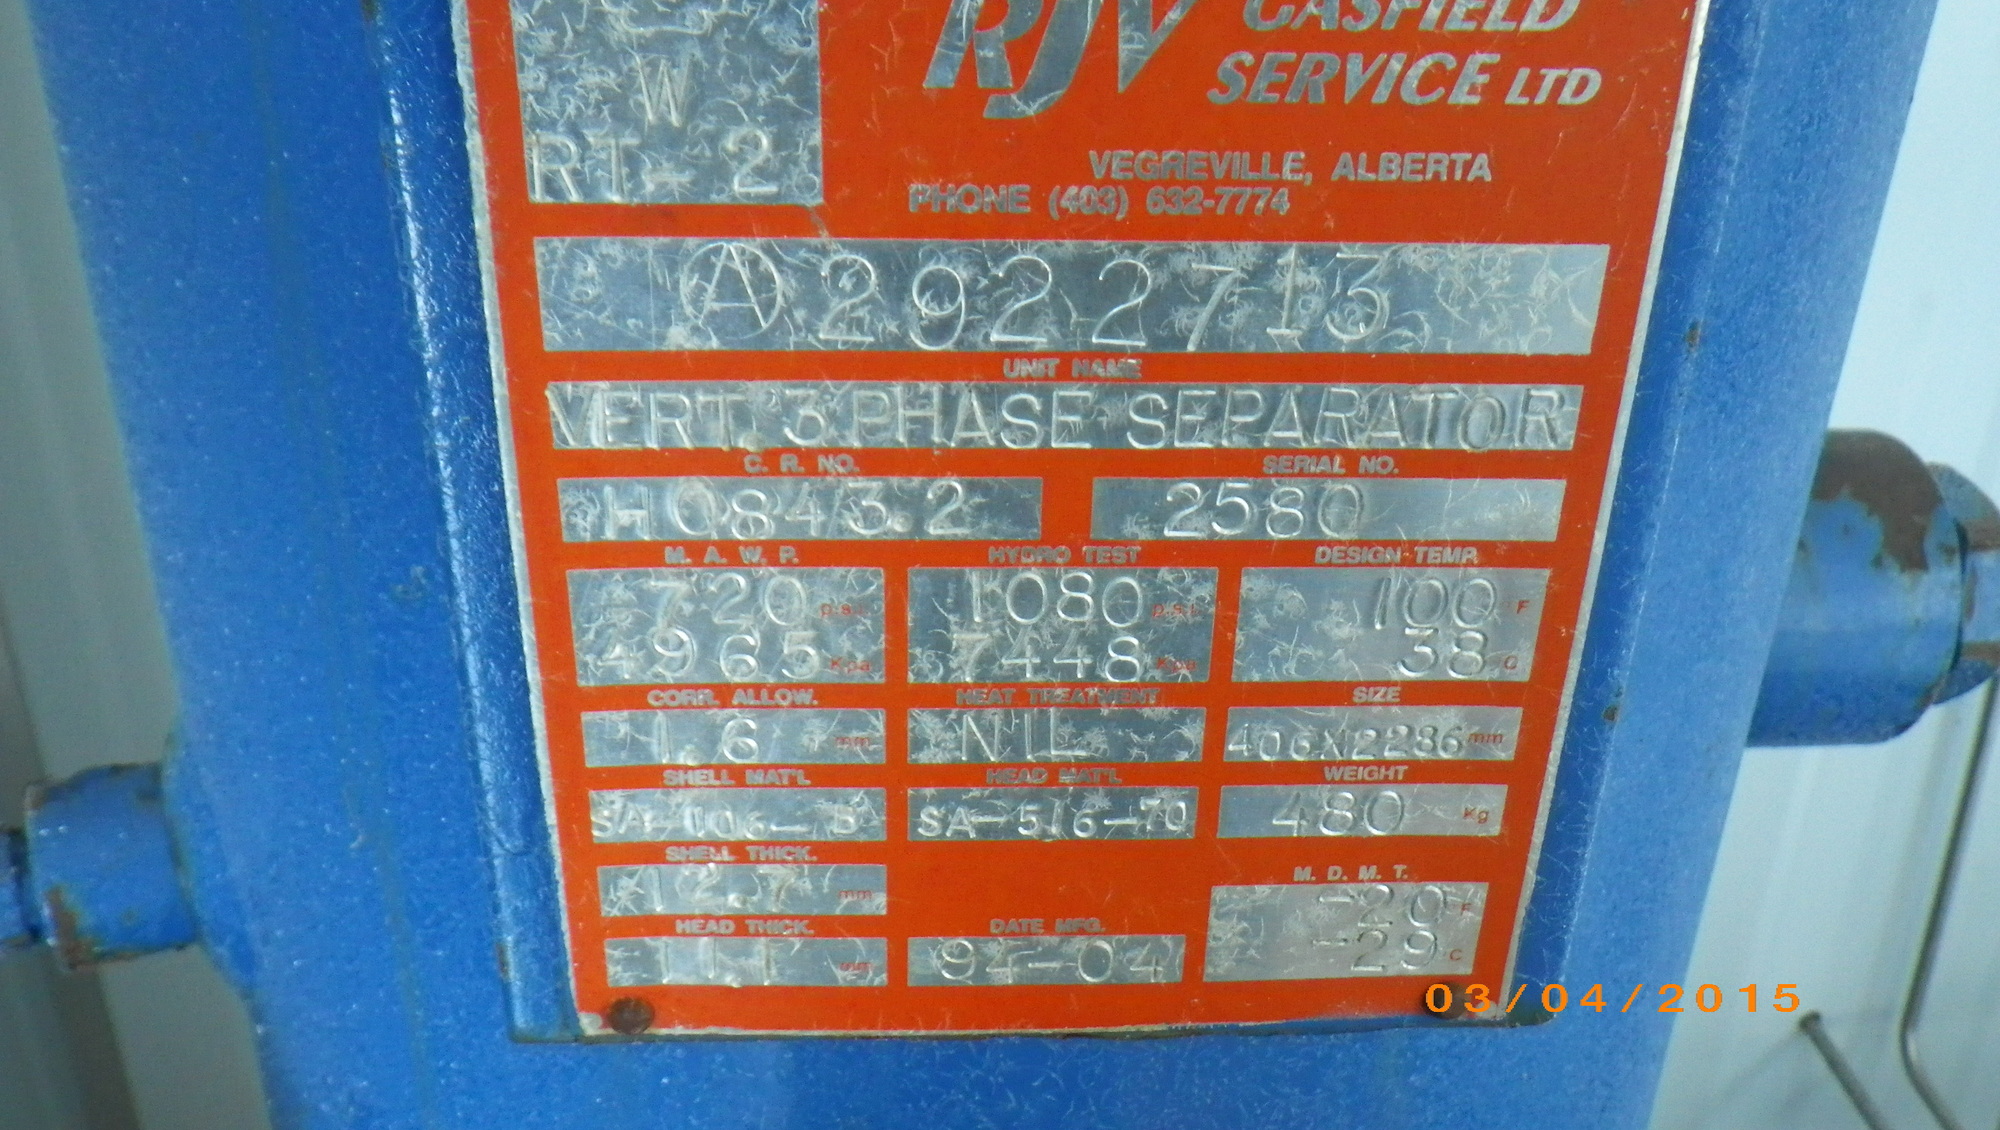 W
RT-2
RJV GASFIELD
SERVICE LTD
VEGREVILLE, ALBERTA
PHONE (403) 632-7774
Ⓐ2922713
UNIT NAME
VERT. 3 PHASE SEPARATOR
C. R. NO. SERIAL NO.
H0843.2 2580
M. A. W. P. HYDRO TEST DESIGN TEMP.
720 p.s.i. 1080 p.s.i. 100 F
4965 Kpa 7448 Kpa 38 C
CORR. ALLOW. HEAT TREATMENT SIZE
1.6 mm NIL 406X2286 mm
SHELL MAT'L HEAD MAT'L WEIGHT
SA-106-B SA-516-70 480 Kg
SHELL THICK. M. D. M. T.
12.7 mm -20 F
HEAD THICK. DATE MFG. -29 C
11.1 mm 94-04
03/04/2015